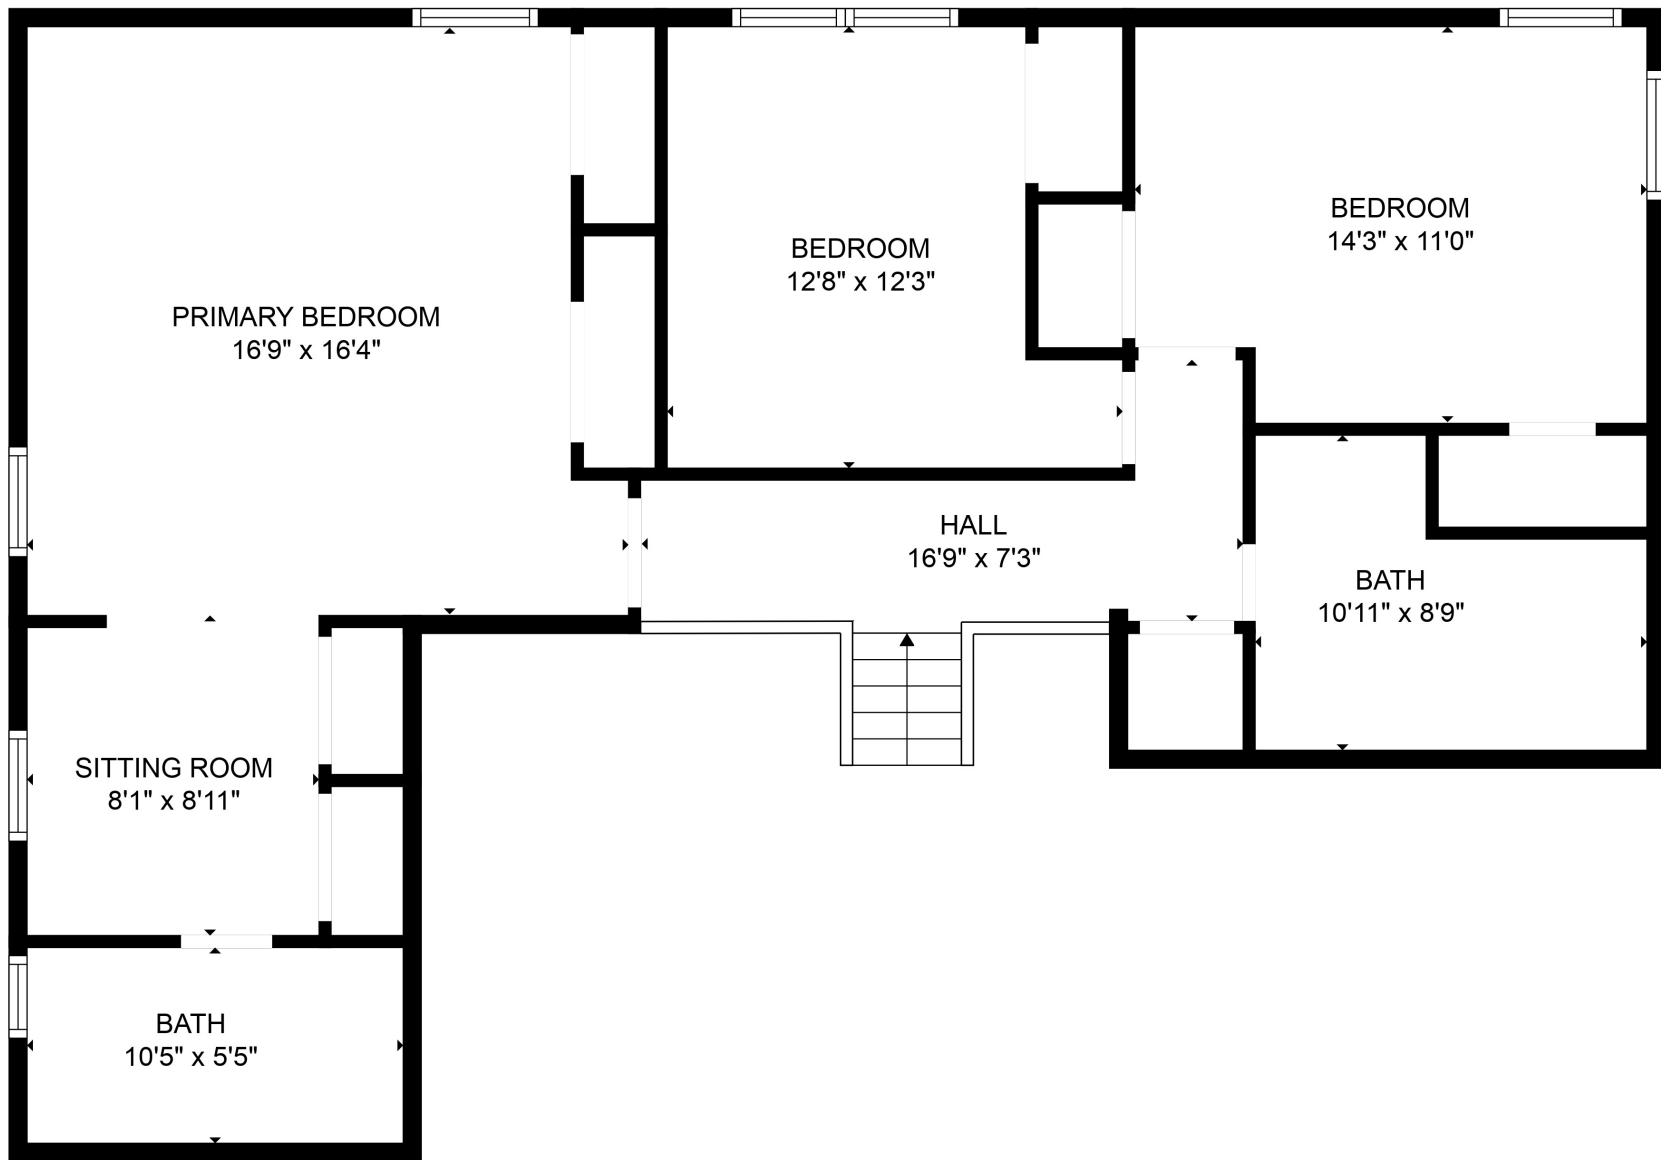 BEDROOM
14'3" x 11'0"
BEDROOM
12'8" x 12'3"
PRIMARY BEDROOM
16'9" x 16'4"
HALL
16'9" x 7'3"
BATH
10'11" x 8'9"
SITTING ROOM
8'1" x 8'11"
BATH
10'5" x 5'5"